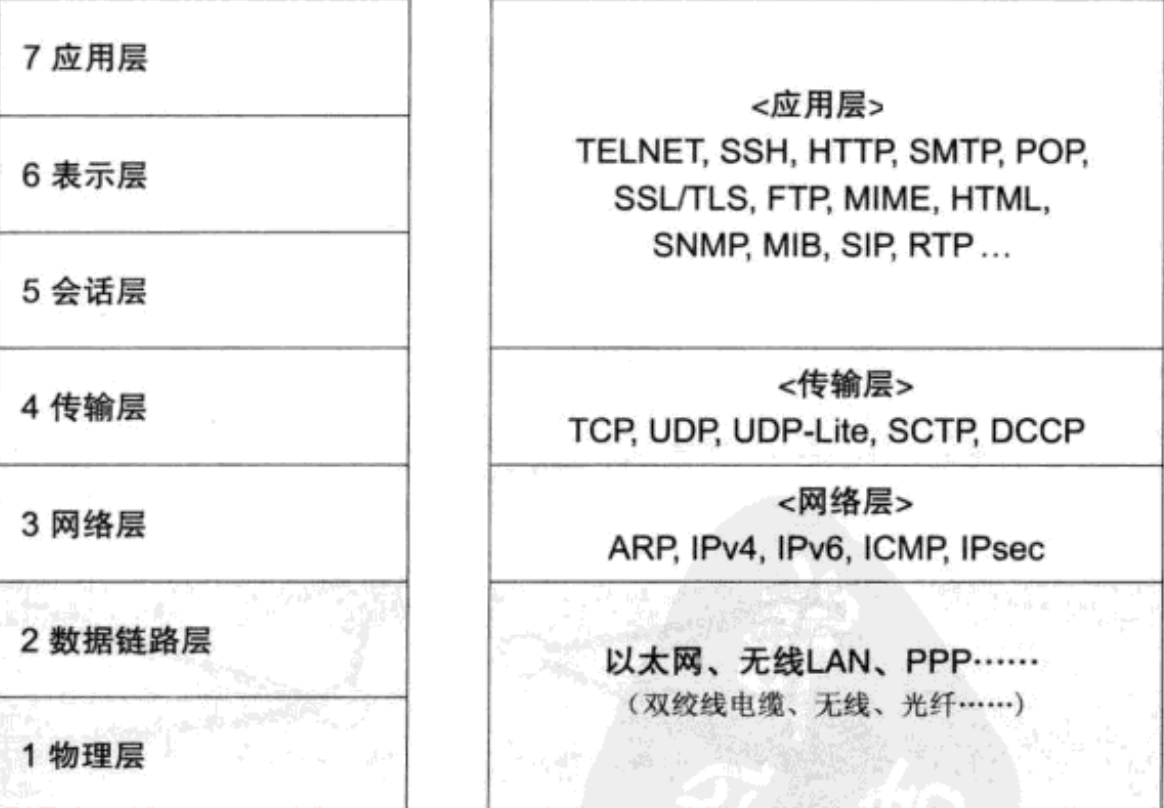 7 应用层
6 表示层
5 会话层
4 传输层
3 网络层
2 数据链路层
1 物理层
<应用层>
TELNET, SSH, HTTP, SMTP, POP,
SSL/TLS, FTP, MIME, HTML,
SNMP, MIB, SIP, RTP…
<传输层>
TCP, UDP, UDP-Lite, SCTP, DCCP
<网络层>
ARP, IPv4, IPv6, ICMP, IPsec
以太网、无线LAN、PPP……
（双绞线电缆、无线、光纤……）